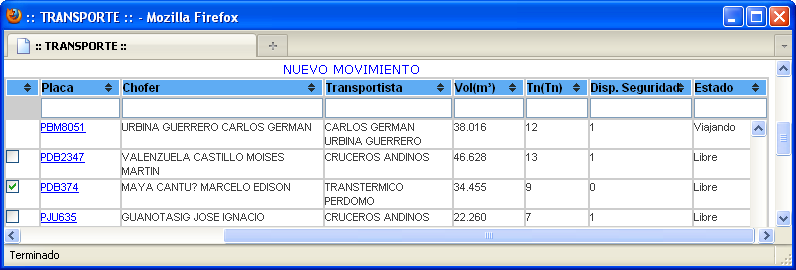 :: TRANSPORTE :: - Mozilla Firefox
:: TRANSPORTE ::
NUEVO MOVIMIENTO
Placa Chofer Transportista Vol(m³) Tn(Tn) Disp. Seguridad Estado
PBM8051 URBINA GUERRERO CARLOS GERMAN CARLOS GERMAN 38.016 12 1 Viajando
URBINA GUERRERO
PDB2347 VALENZUELA CASTILLO MOISES CRUCEROS ANDINOS 46.628 13 1 Libre
MARTIN
PDB374 MAYA CANTU? MARCELO EDISON TRANSTERMICO 34.455 9 0 Libre
PERDOMO
PJU635 GUANOTASIG JOSE IGNACIO CRUCEROS ANDINOS 22.260 7 1 Libre
Terminado